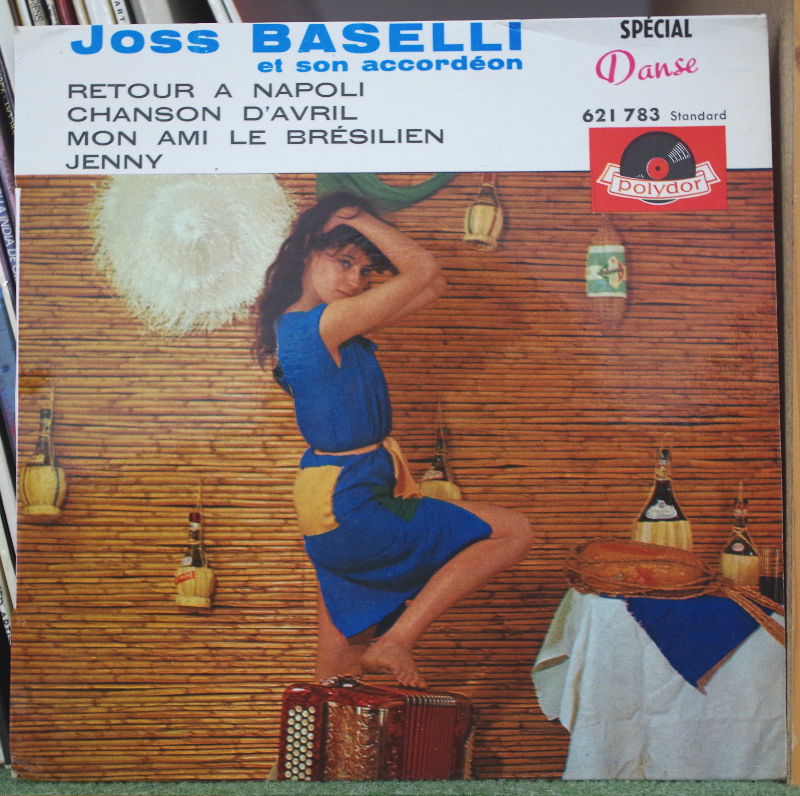 Joss BASELLI
et son accordéon
RETOUR A NAPOLI
CHANSON D'AVRIL
MON AMI LE BRÉSILIEN
JENNY
SPÉCIAL
Danse
621 783 Standard
polydor